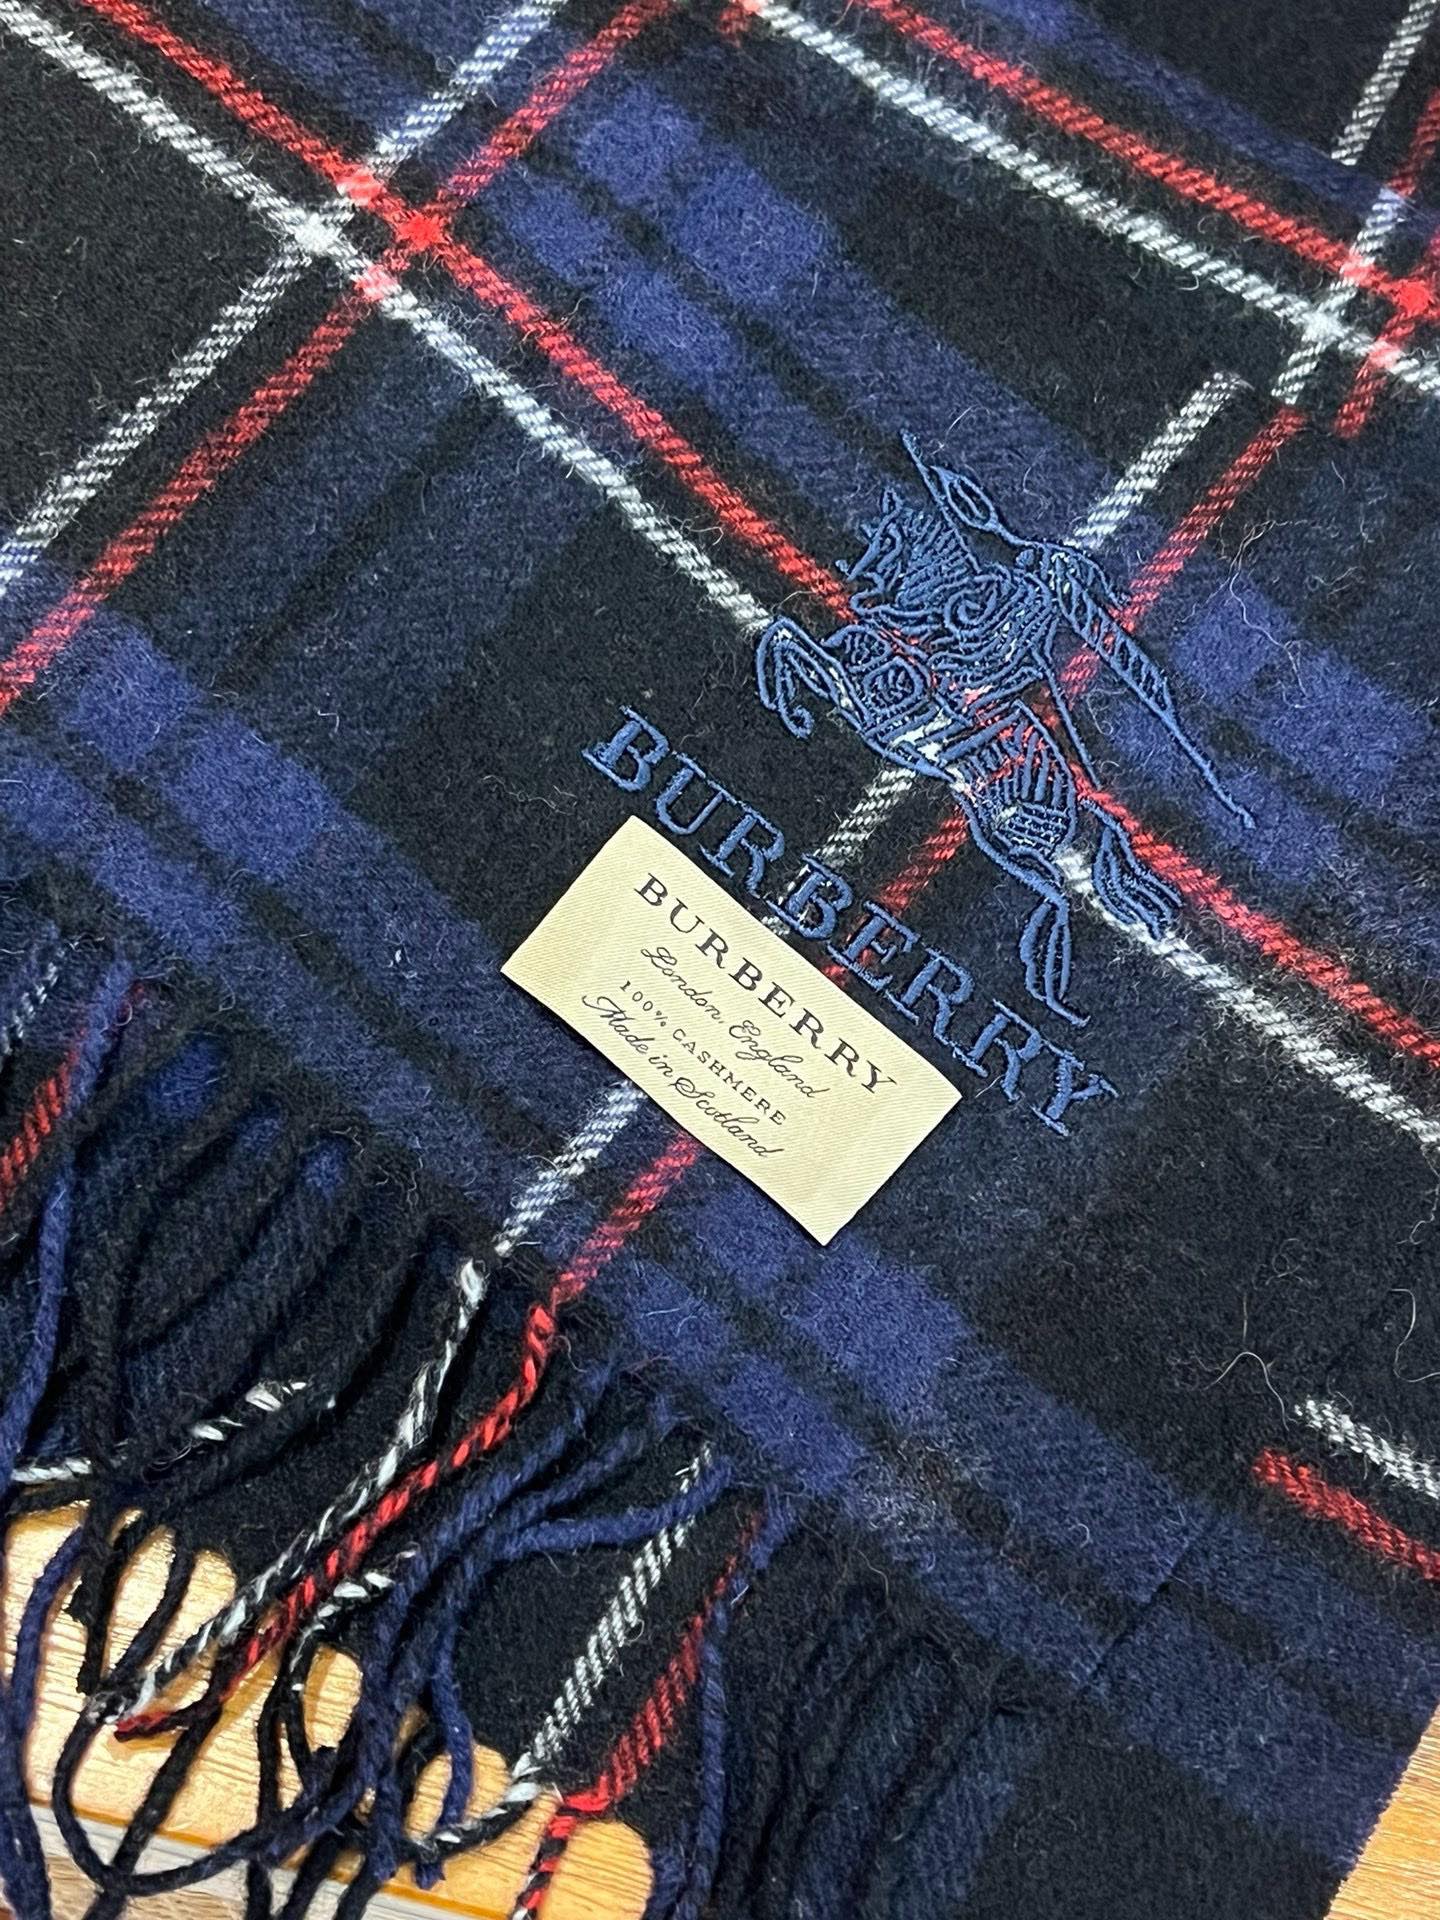 BURBERRY
BURBERRY
London, England
100% CASHMERE
Made in Scotland